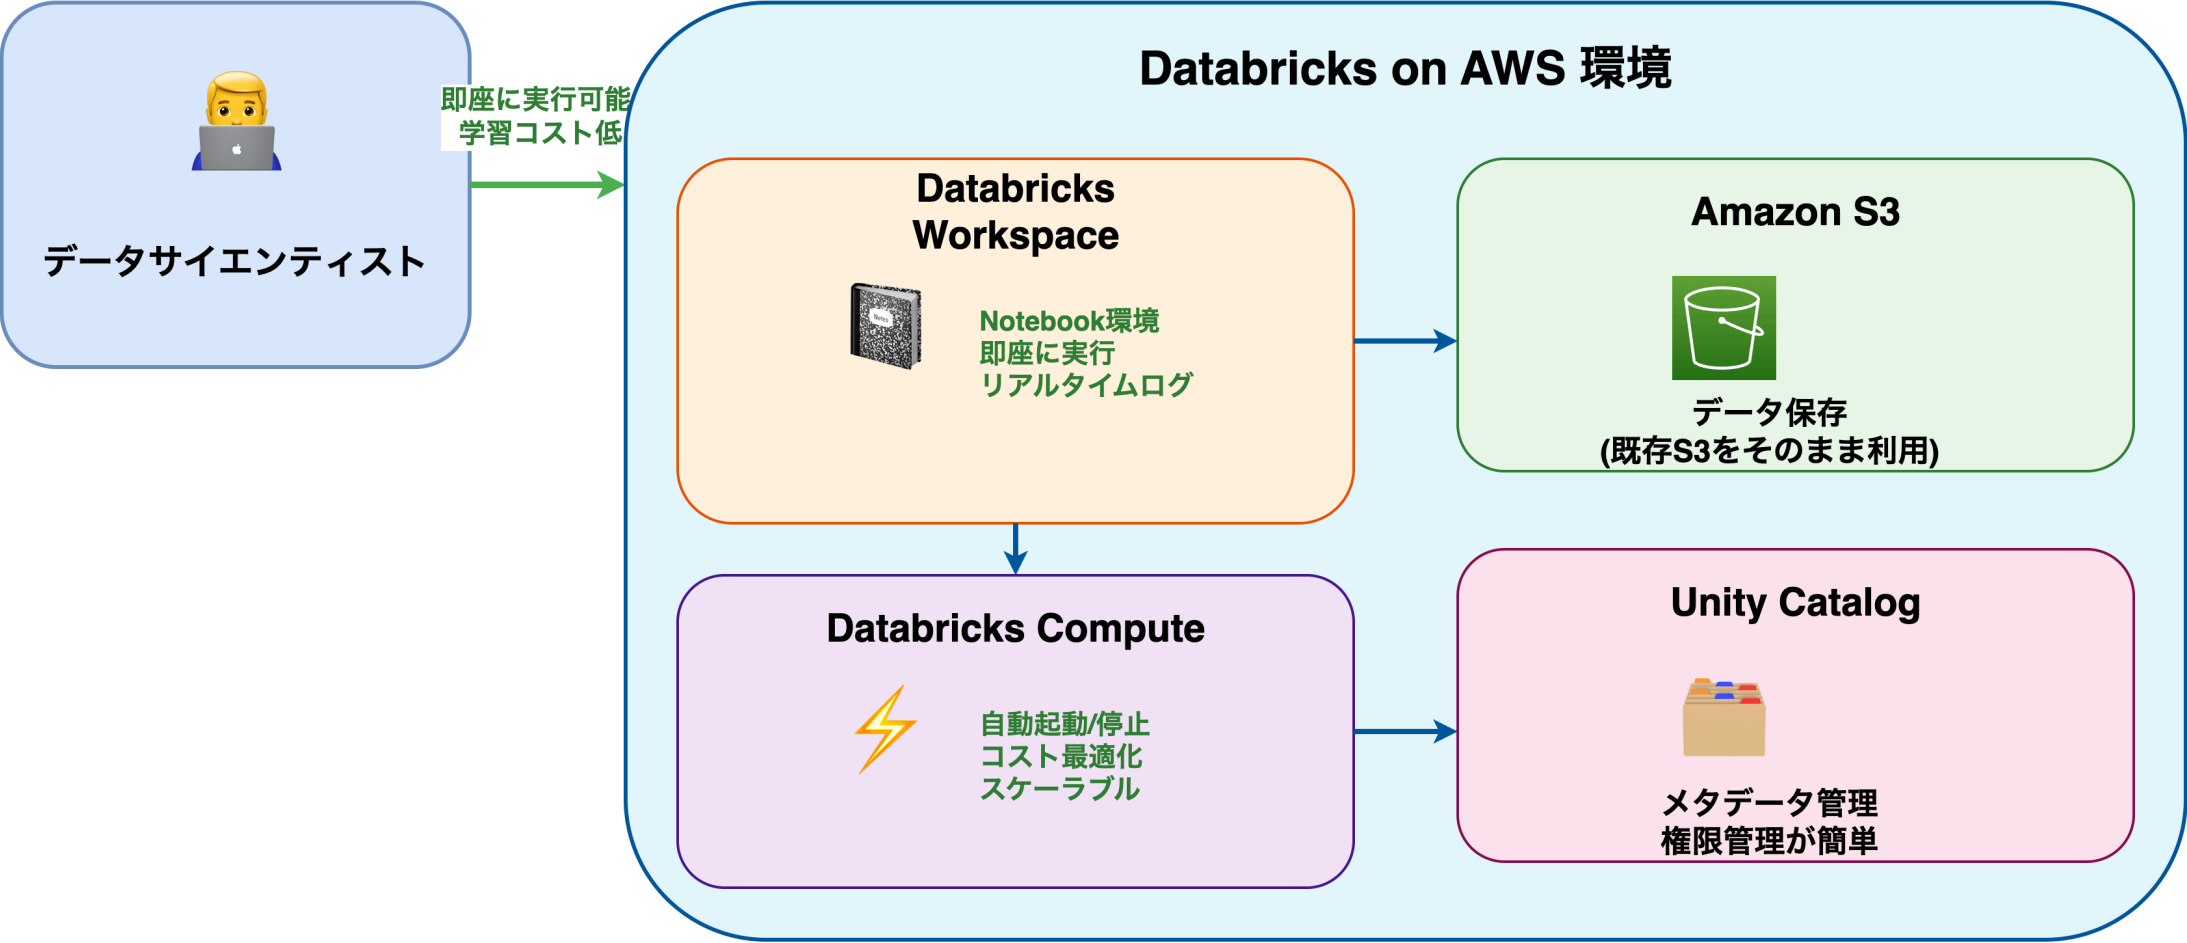 データサイエンティスト
即座に実行可能
学習コスト低
Databricks on AWS 環境
Databricks
Workspace
Notes
Notebook環境
即座に実行
リアルタイムログ
Amazon S3
データ保存
(既存S3をそのまま利用)
Databricks Compute
自動起動/停止
コスト最適化
スケーラブル
Unity Catalog
メタデータ管理
権限管理が簡単